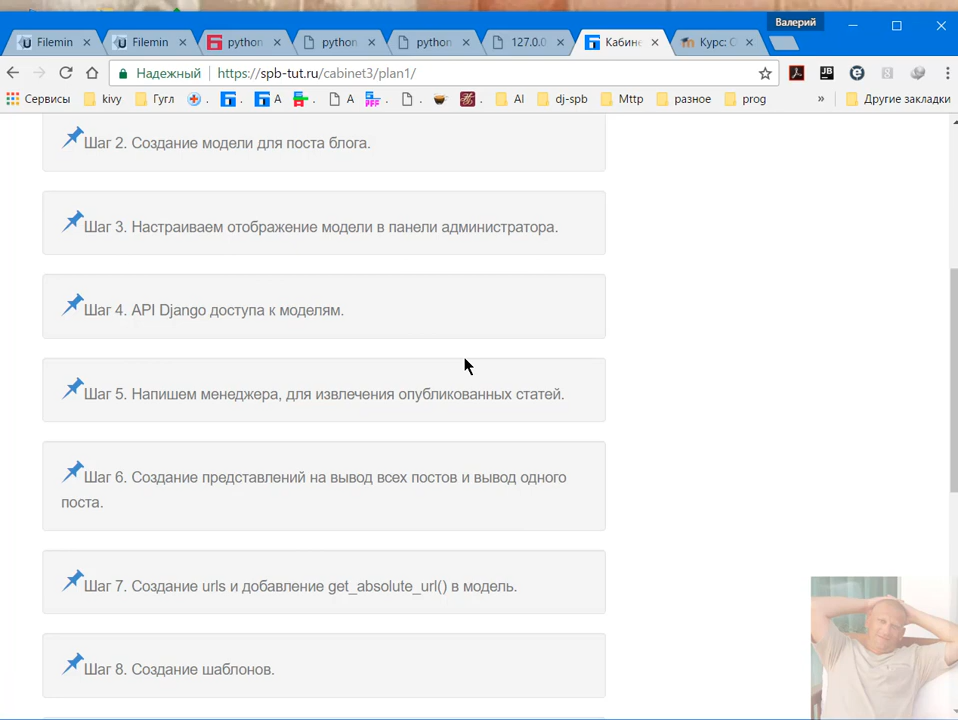 Валерий
Filemin
Filemin
python
python
python
127.0.0
Кабине
Курс: С
Надежный
https://spb-tut.ru/cabinet3/plan1/
Сервисы kivy Гугл . . A . A . AI dj-spb Mttp разное prog » Другие закладки
Шаг 2. Создание модели для поста блога.
Шаг 3. Настраиваем отображение модели в панели администратора.
Шаг 4. API Django доступа к моделям.
Шаг 5. Напишем менеджера, для извлечения опубликованных статей.
Шаг 6. Создание представлений на вывод всех постов и вывод одного
поста.
Шаг 7. Создание urls и добавление get_absolute_url() в модель.
Шаг 8. Создание шаблонов.